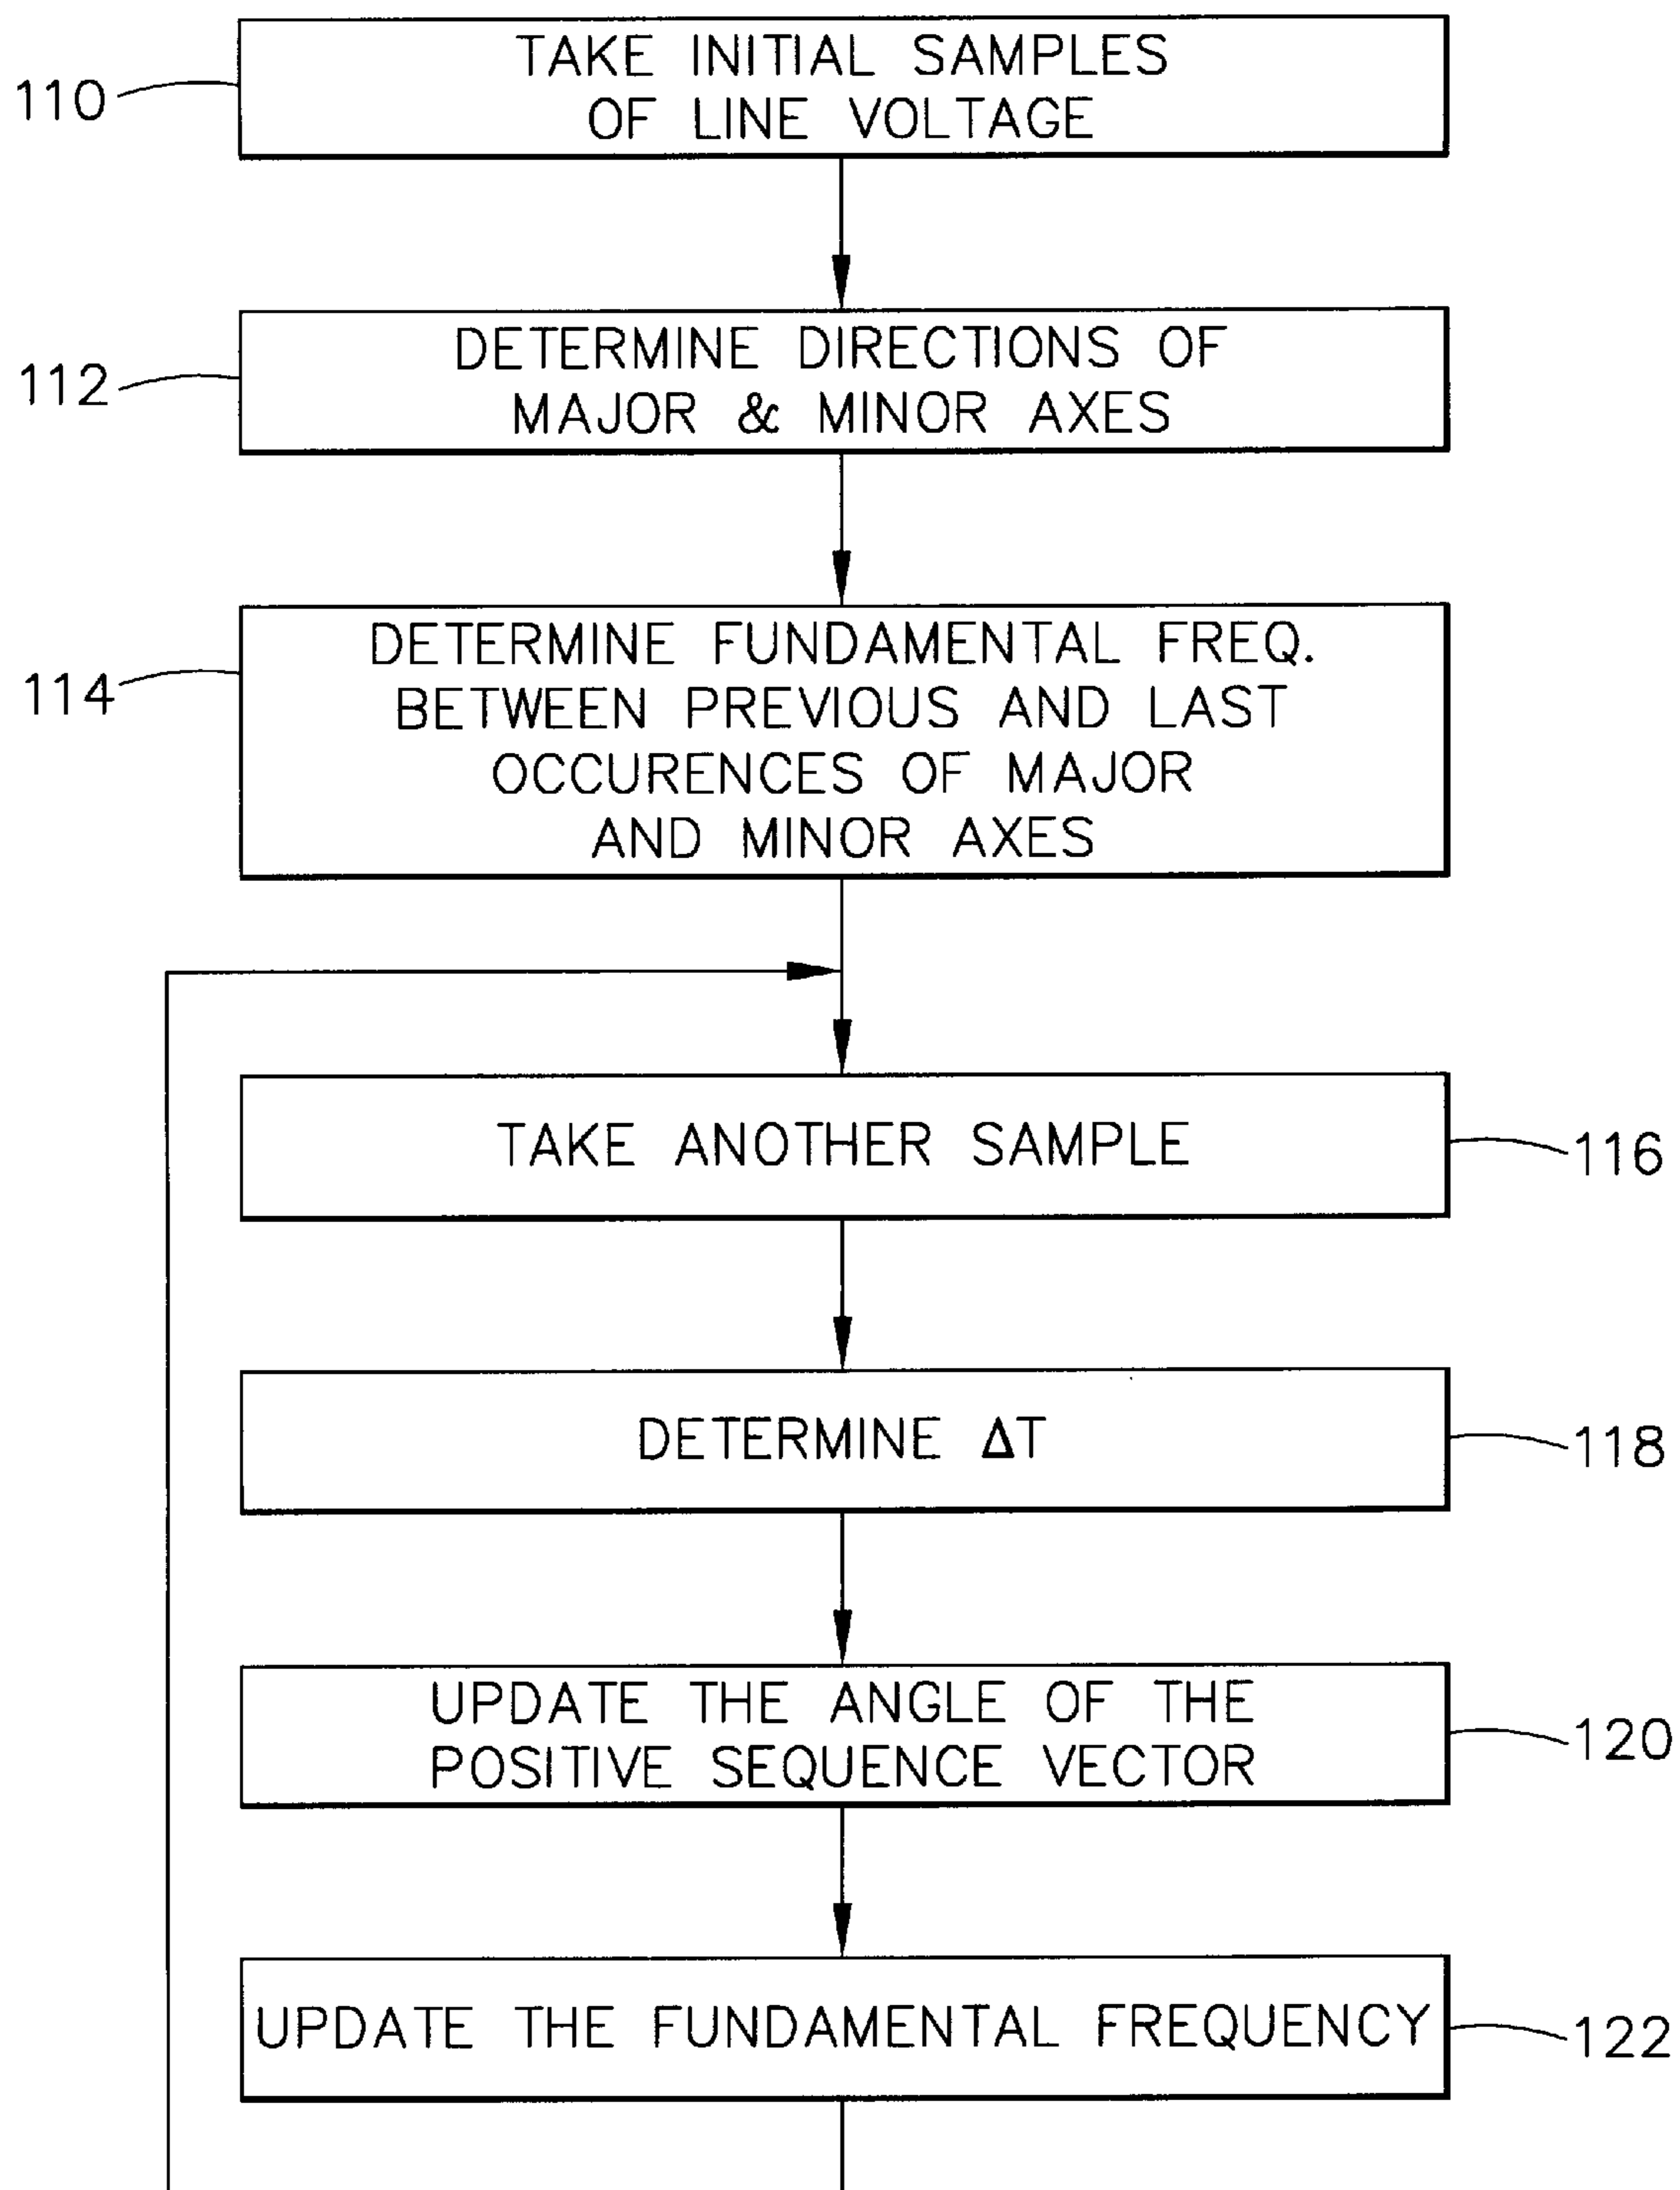 110
TAKE INITIAL SAMPLES
OF LINE VOLTAGE
112
DETERMINE DIRECTIONS OF
MAJOR & MINOR AXES
114
DETERMINE FUNDAMENTAL FREQ.
BETWEEN PREVIOUS AND LAST
OCCURENCES OF MAJOR
AND MINOR AXES
TAKE ANOTHER SAMPLE
116
DETERMINE ΔT
118
UPDATE THE ANGLE OF THE
POSITIVE SEQUENCE VECTOR
120
UPDATE THE FUNDAMENTAL FREQUENCY
122